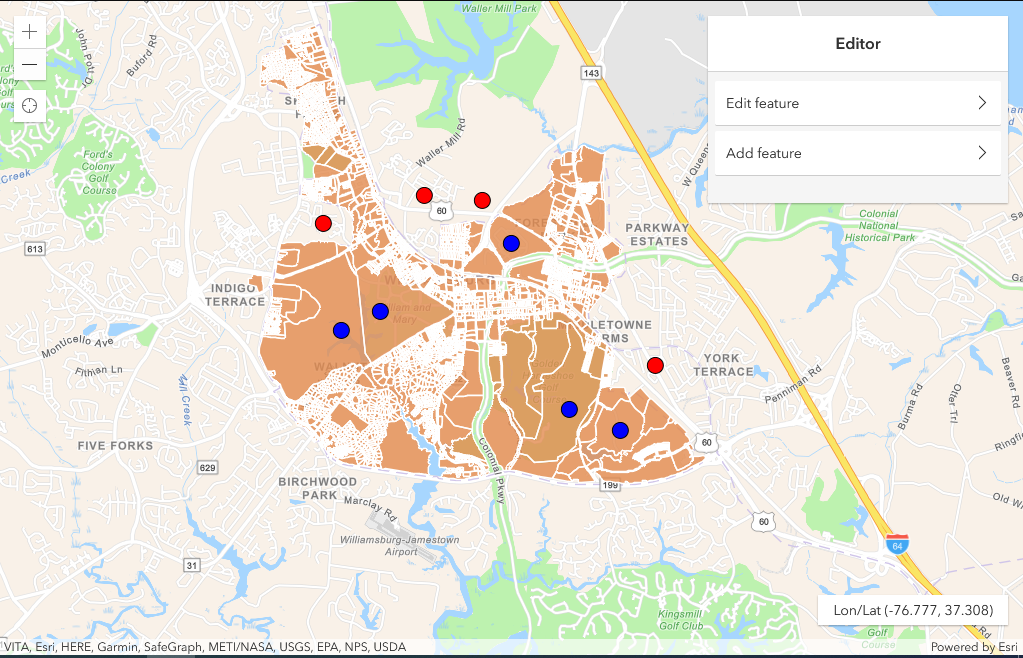 Waller Mill Park
John Pott Dr
Buford Rd
143
Editor
Edit feature
Add feature
Waller Mill Rd
Ford's
Colony
Golf
Course
Creek
60
W Queens
PARKWAY
ESTATES
Colonial
National
Historical Park
613
INDIGO
TERRACE
William and
Mary
LETOWNE
RMS
Monticello Ave
Fithian Ln
Mill Creek
YORK
TERRACE
Penniman Rd
Burma Rd
Otter Trl
Beaver Rd
FIVE FORKS
60
Colonial Pkwy
629
BIRCHWOOD
PARK
199
Marclay Rd
Old
60
Williamsburg-Jamestown
Airport
64
31
Kingsmill
Golf Club
Lon/Lat (-76.777, 37.308)
Rd
Golf
Course
VITA, Esri, HERE, Garmin, SafeGraph, METI/NASA, USGS, EPA, NPS, USDA
Powered by Esri